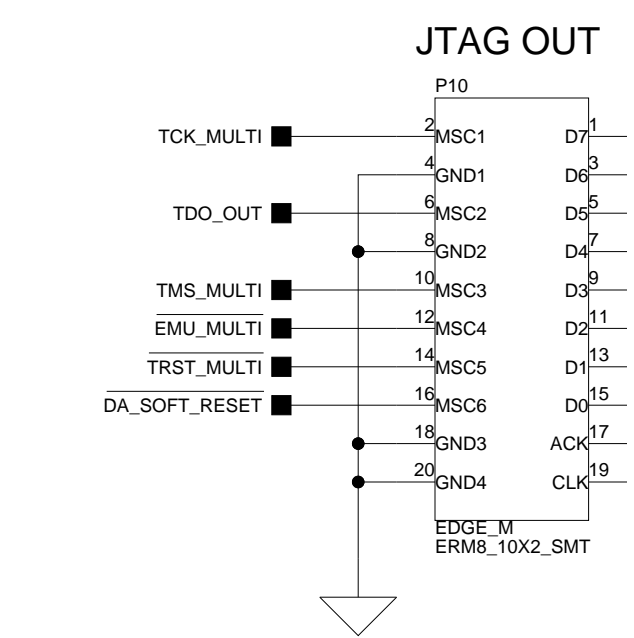 JTAG OUT
P10
TCK_MULTI 2 MSC1 D7 1
4 GND1 D6 3
TDO_OUT 6 MSC2 D5 5
8 GND2 D4 7
TMS_MULTI 10 MSC3 D3 9
EMU_MULTI 12 MSC4 D2 11
TRST_MULTI 14 MSC5 D1 13
DA_SOFT_RESET 16 MSC6 D0 15
18 GND3 ACK 17
20 GND4 CLK 19
EDGE_M
ERM8_10X2_SMT